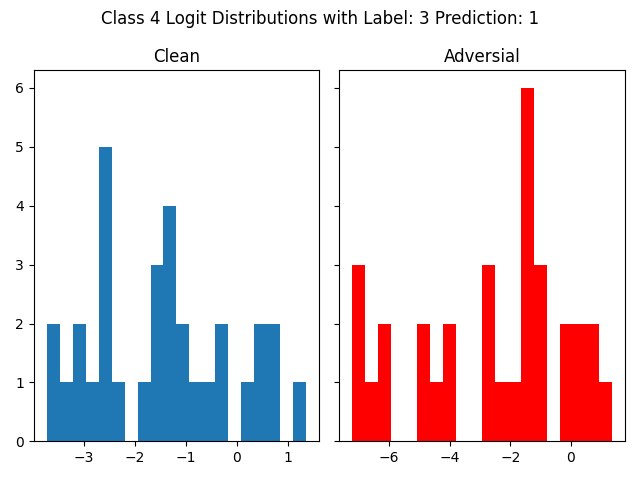 Class 4 Logit Distributions with Label: 3 Prediction: 1
Clean
Adversial
6
5
4
3
2
1
0
−3 −2 −1 0 1
−6 −4 −2 0